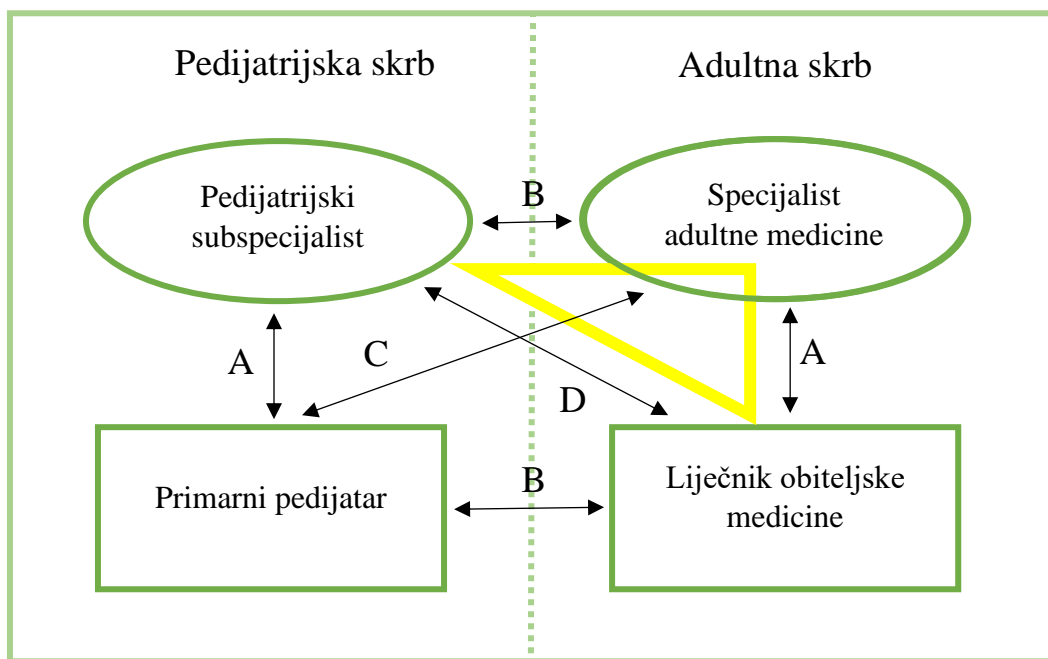 Pedijatrijska skrb
Adultna skrb
Pedijatrijski
subspecijalist
B
Specijalist
adultne medicine
A
C
D
A
Primarni pedijatar
B
Liječnik obiteljske
medicine